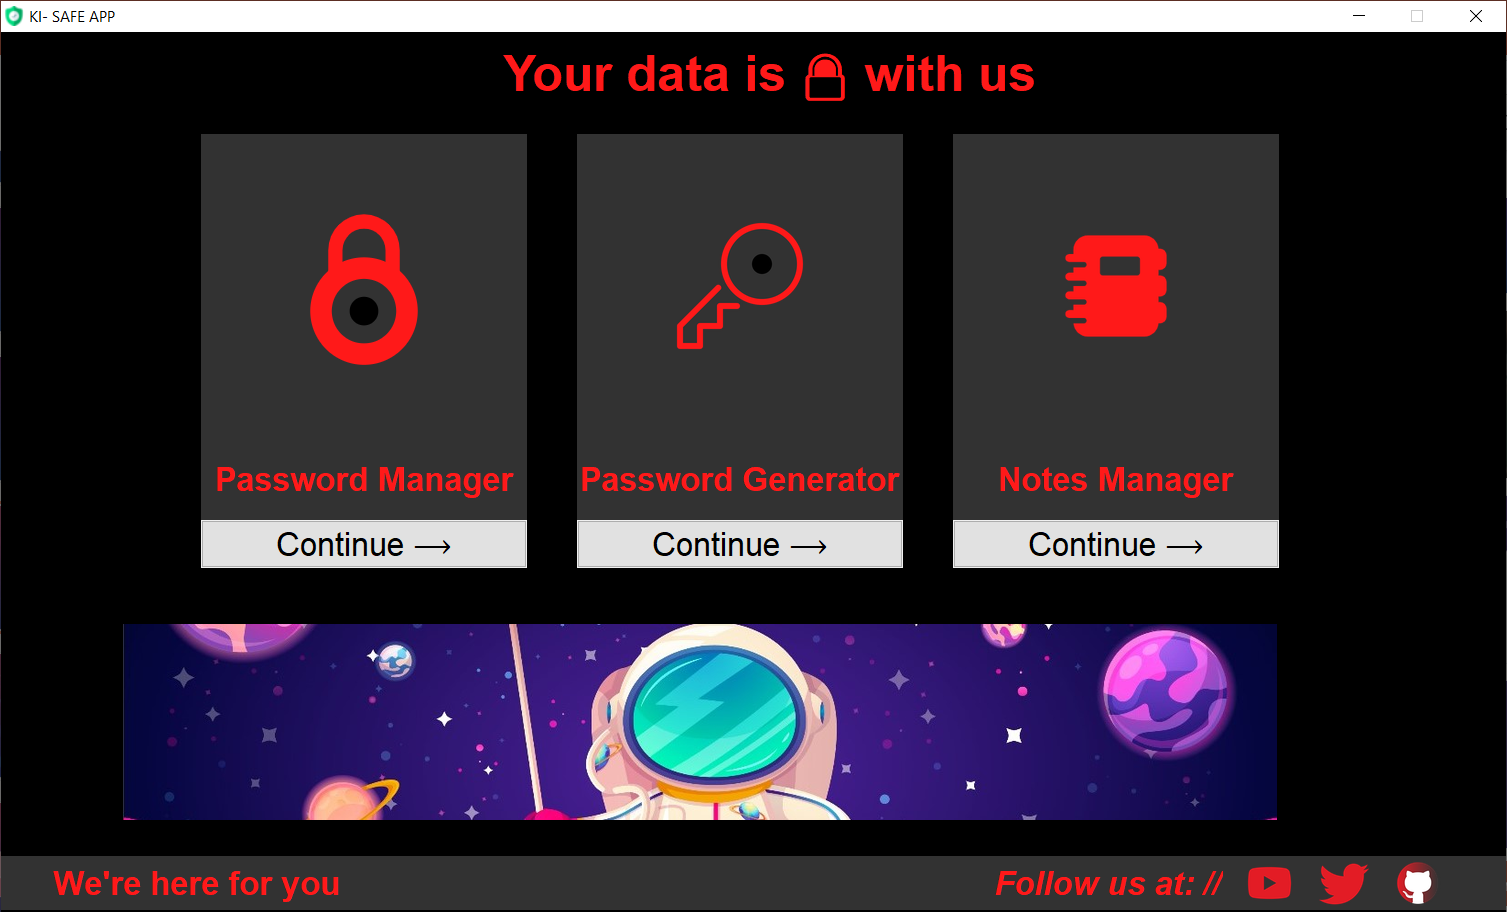 KI- SAFE APP
Your data is with us
Password Manager
Password Generator
Notes Manager
Continue →
Continue →
Continue →
We're here for you
Follow us at: //